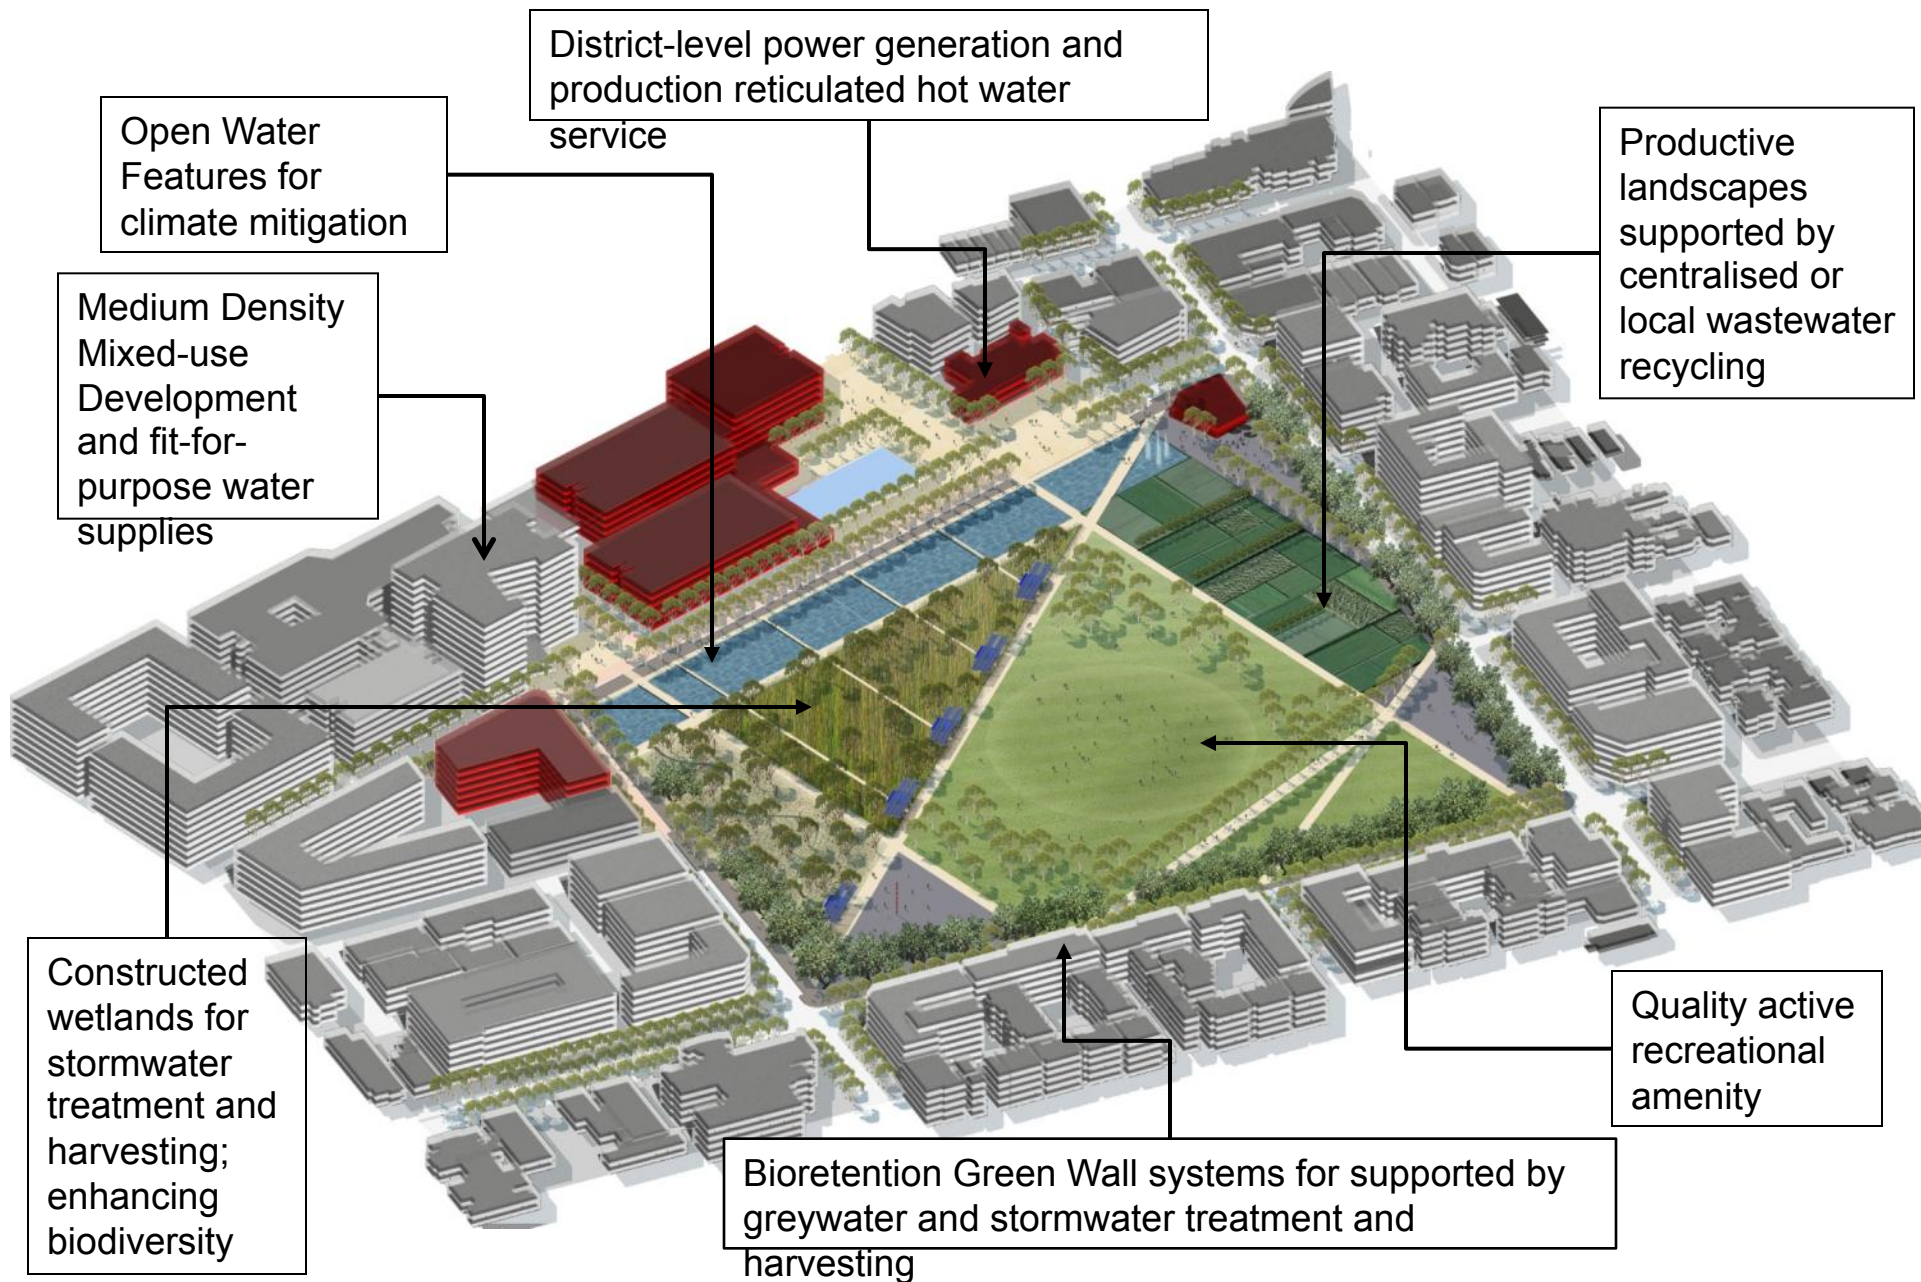 District-level power generation and
production reticulated hot water
service
Open Water
Features for
climate mitigation
Productive
landscapes
supported by
centralised or
local wastewater
recycling
Medium Density
Mixed-use
Development
and fit-for-
purpose water
supplies
Constructed
wetlands for
stormwater
treatment and
harvesting;
enhancing
biodiversity
Quality active
recreational
amenity
Bioretention Green Wall systems for supported by
greywater and stormwater treatment and
harvesting